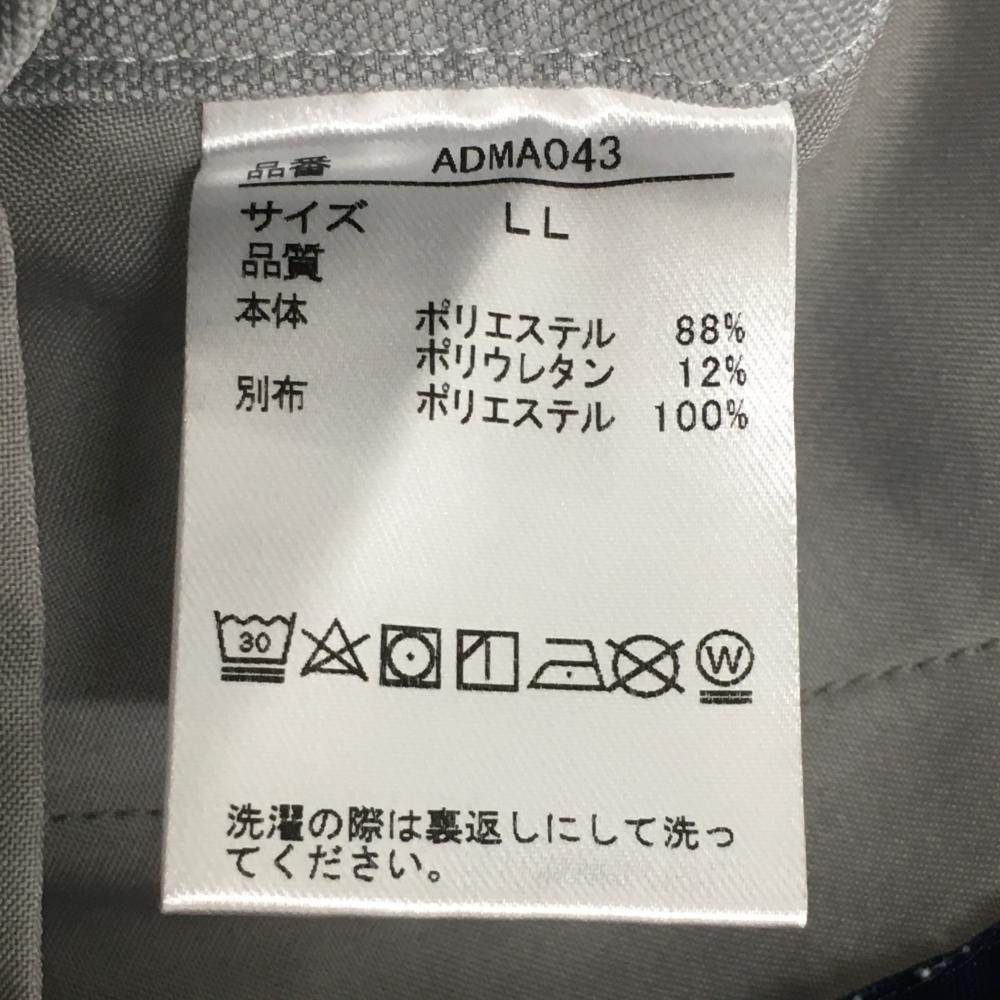 品番 ADMA043
サイズ LL
品質
本体 ポリエステル 88%
ポリウレタン 12%
別布 ポリエステル 100%
30 W
洗濯の際は裏返しにして洗っ
てください。